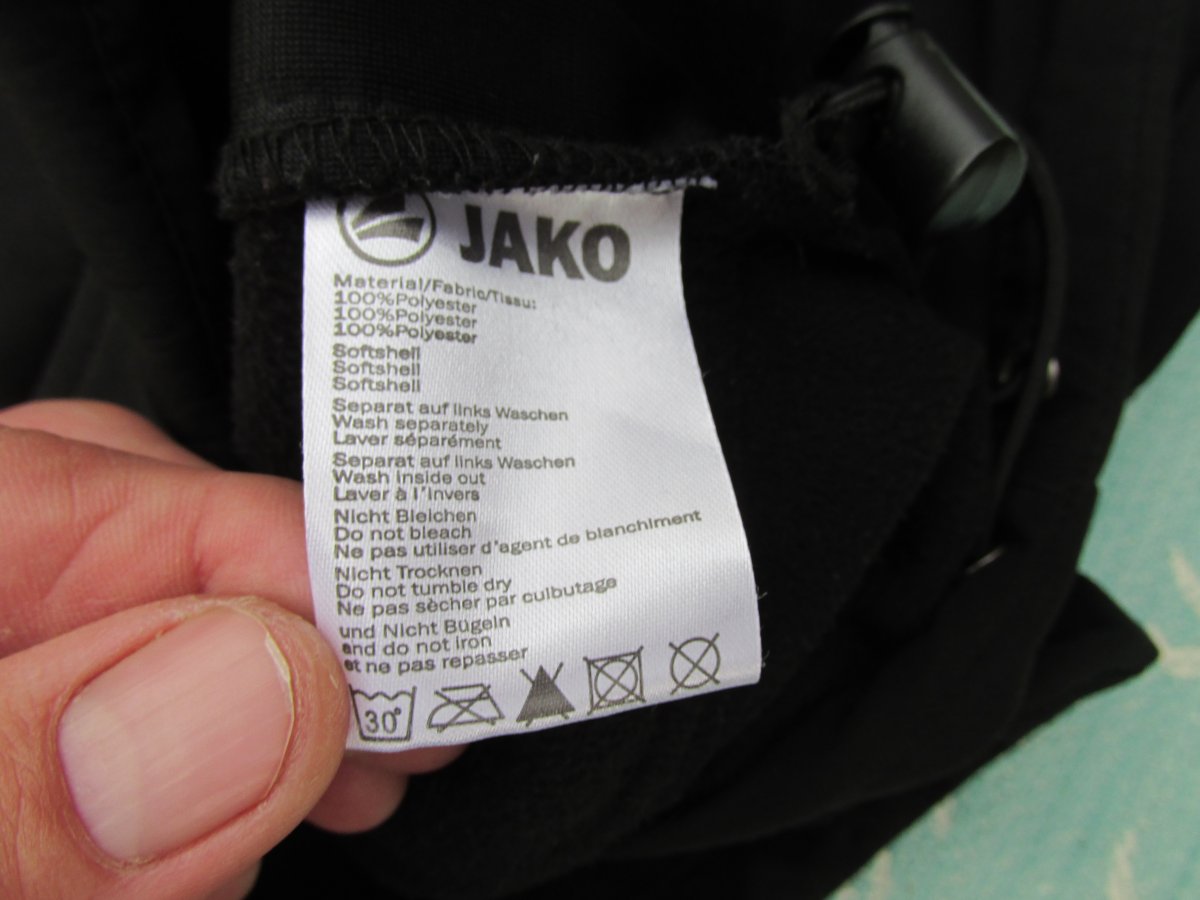 JAKO
Material/Fabric/Tissu:
100%Polyester
100%Polyester
100%Polyester
Softshell
Softshell
Softshell
Separat auf links Waschen
Wash separately
Laver séparément
Separat auf links Waschen
Wash inside out
Laver à l'invers
Nicht Bleichen
Do not bleach
Ne pas utiliser d'agent de blanchiment
Nicht Trocknen
Do not tumble dry
Ne pas sècher par culbutage
und Nicht Bügeln
and do not iron
et ne pas repasser
30°